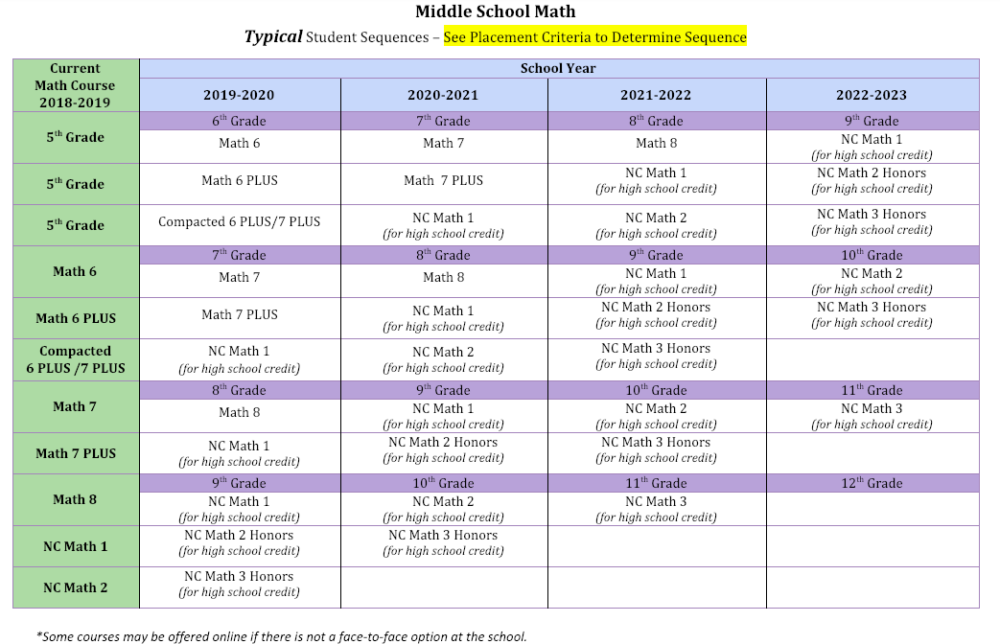 Middle School Math
Typical Student Sequences – See Placement Criteria to Determine Sequence
Current
Math Course
2018-2019
School Year
2019-2020 2020-2021 2021-2022 2022-2023
5th Grade
6th Grade 7th Grade 8th Grade 9th Grade
Math 6 Math 7 Math 8 NC Math 1
(for high school credit)
5th Grade
Math 6 PLUS Math 7 PLUS NC Math 1 NC Math 2 Honors
(for high school credit) (for high school credit)
5th Grade
Compacted 6 PLUS/7 PLUS NC Math 1 NC Math 2 NC Math 3 Honors
(for high school credit) (for high school credit) (for high school credit)
Math 6
7th Grade 8th Grade 9th Grade 10th Grade
Math 7 Math 8 NC Math 1 NC Math 2
(for high school credit) (for high school credit)
Math 6 PLUS
Math 7 PLUS NC Math 1 NC Math 2 Honors NC Math 3 Honors
(for high school credit) (for high school credit) (for high school credit)
Compacted
6 PLUS /7 PLUS
NC Math 1 NC Math 2 NC Math 3 Honors
(for high school credit) (for high school credit) (for high school credit)
Math 7
8th Grade 9th Grade 10th Grade 11th Grade
Math 8 NC Math 1 NC Math 2 NC Math 3
(for high school credit) (for high school credit) (for high school credit)
Math 7 PLUS
NC Math 1 NC Math 2 Honors NC Math 3 Honors
(for high school credit) (for high school credit) (for high school credit)
Math 8
9th Grade 10th Grade 11th Grade 12th Grade
NC Math 1 NC Math 2 NC Math 3
(for high school credit) (for high school credit) (for high school credit)
NC Math 1
NC Math 2 Honors NC Math 3 Honors
(for high school credit) (for high school credit)
NC Math 2
NC Math 3 Honors
(for high school credit)
*Some courses may be offered online if there is not a face-to-face option at the school.